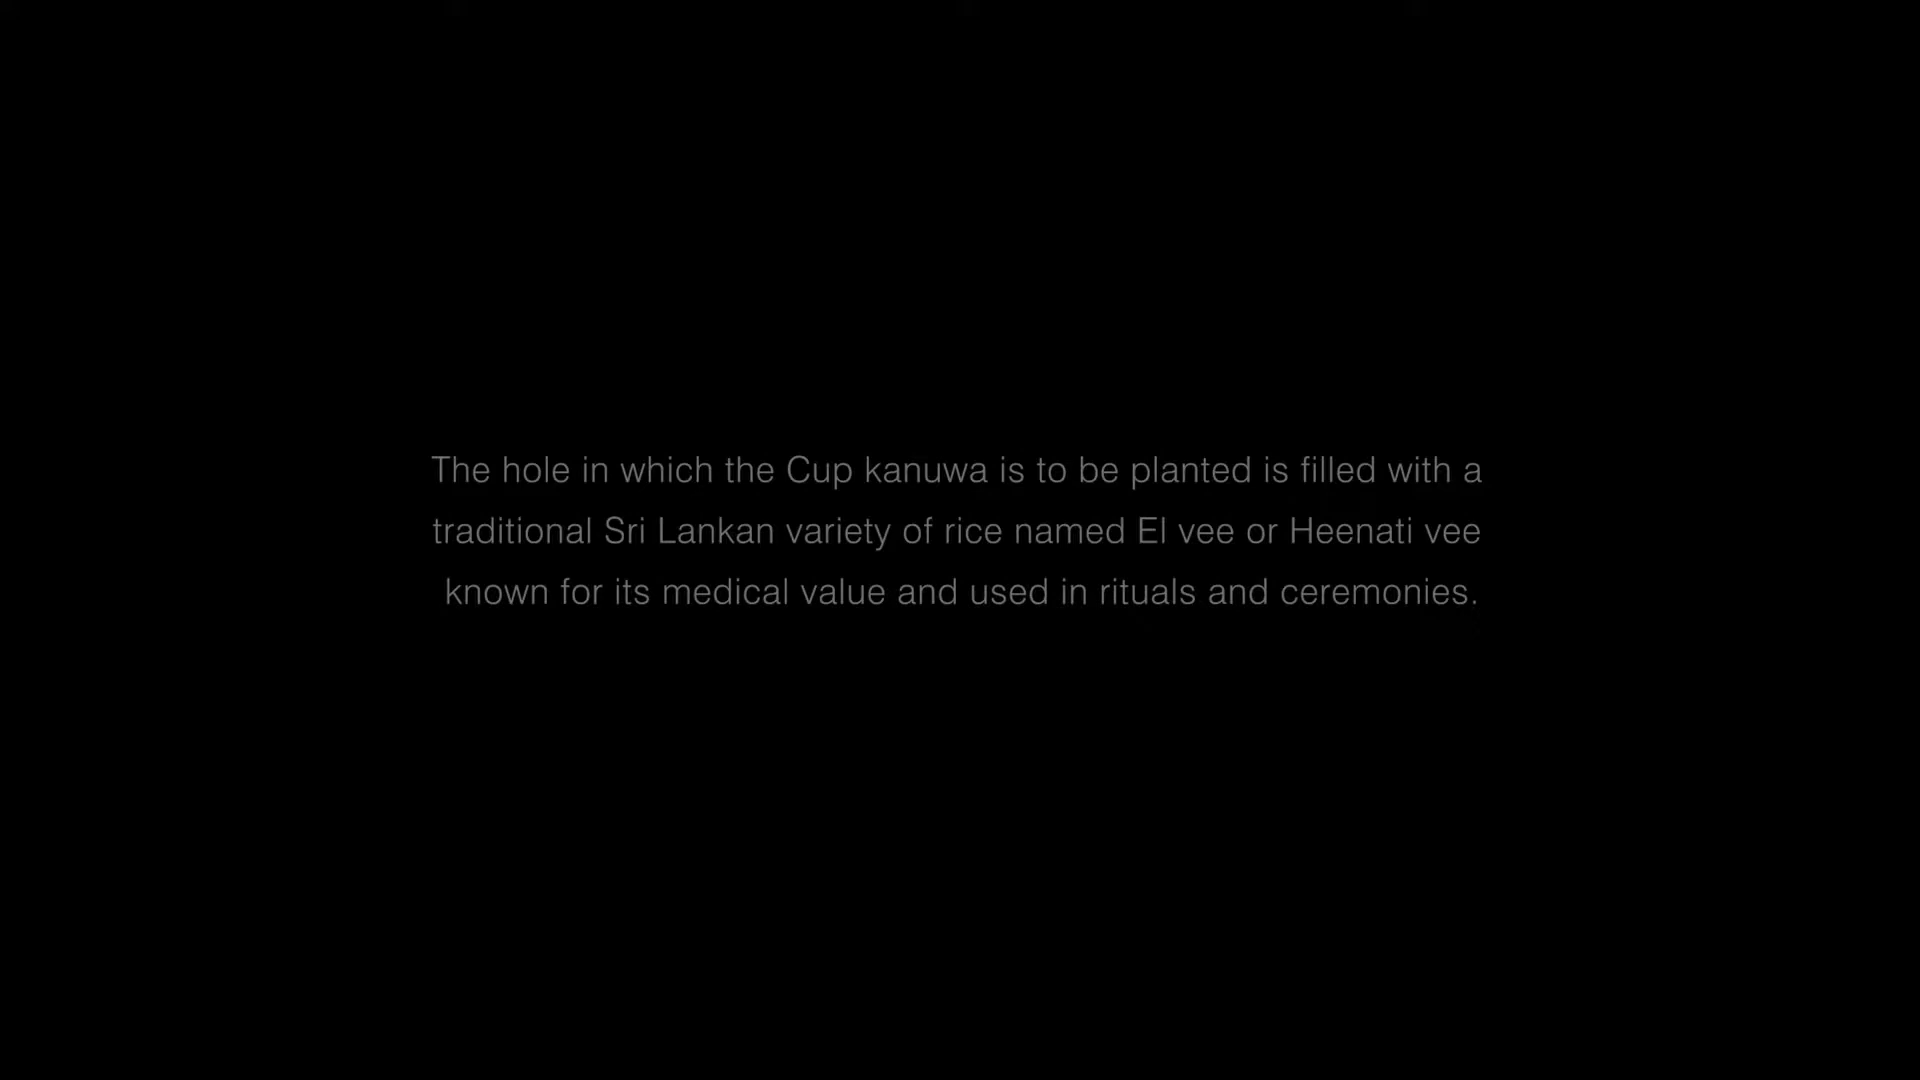 The hole in which the Cup kanuwa is to be planted is filled with a
traditional Sri Lankan variety of rice named El vee or Heenati vee
known for its medical value and used in rituals and ceremonies.